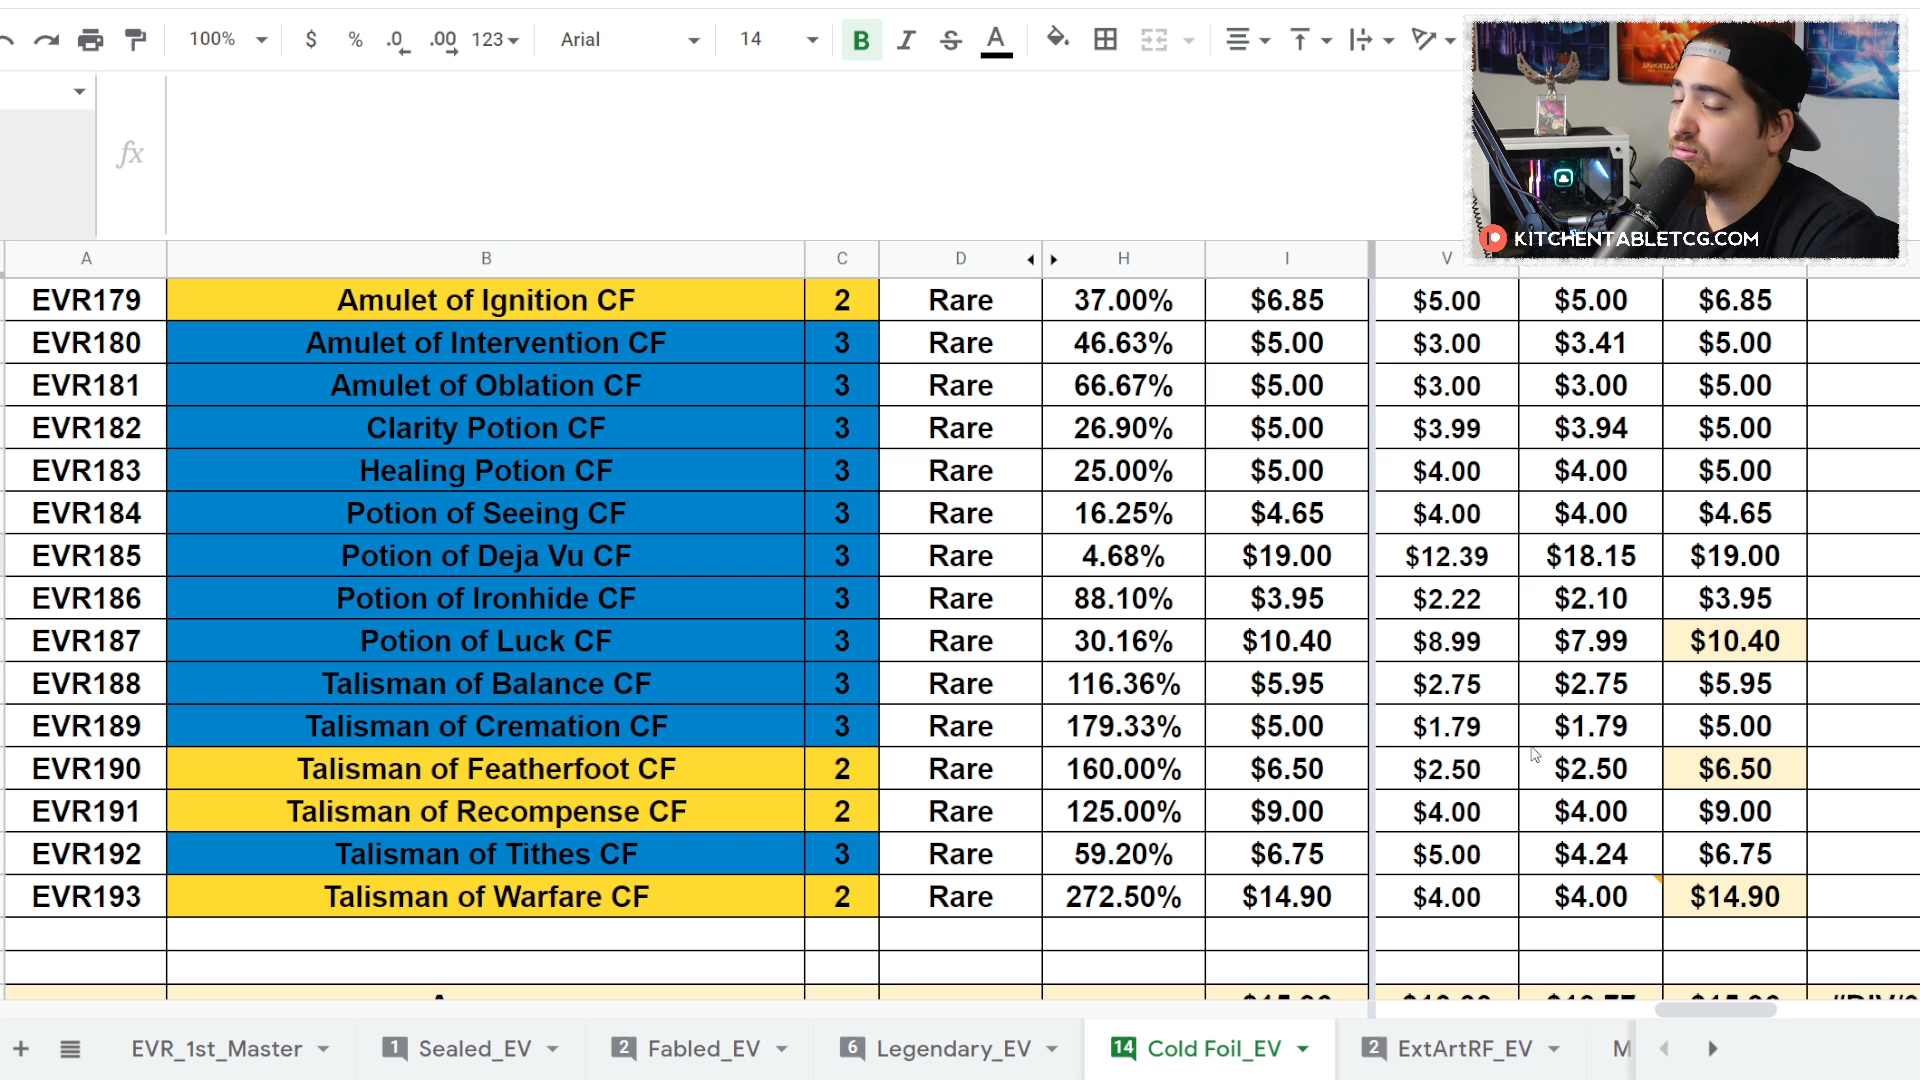 100% $ % .0 .00 123 Arial 14 B I S A
fx
KITCHENTABLETCG.COM
A B C D H I V
EVR179 Amulet of Ignition CF 2 Rare 37.00% $6.85 $5.00 $5.00 $6.85
EVR180 Amulet of Intervention CF 3 Rare 46.63% $5.00 $3.00 $3.41 $5.00
EVR181 Amulet of Oblation CF 3 Rare 66.67% $5.00 $3.00 $3.00 $5.00
EVR182 Clarity Potion CF 3 Rare 26.90% $5.00 $3.99 $3.94 $5.00
EVR183 Healing Potion CF 3 Rare 25.00% $5.00 $4.00 $4.00 $5.00
EVR184 Potion of Seeing CF 3 Rare 16.25% $4.65 $4.00 $4.00 $4.65
EVR185 Potion of Deja Vu CF 3 Rare 4.68% $19.00 $12.39 $18.15 $19.00
EVR186 Potion of Ironhide CF 3 Rare 88.10% $3.95 $2.22 $2.10 $3.95
EVR187 Potion of Luck CF 3 Rare 30.16% $10.40 $8.99 $7.99 $10.40
EVR188 Talisman of Balance CF 3 Rare 116.36% $5.95 $2.75 $2.75 $5.95
EVR189 Talisman of Cremation CF 3 Rare 179.33% $5.00 $1.79 $1.79 $5.00
EVR190 Talisman of Featherfoot CF 2 Rare 160.00% $6.50 $2.50 $2.50 $6.50
EVR191 Talisman of Recompense CF 2 Rare 125.00% $9.00 $4.00 $4.00 $9.00
EVR192 Talisman of Tithes CF 3 Rare 59.20% $6.75 $5.00 $4.24 $6.75
EVR193 Talisman of Warfare CF 2 Rare 272.50% $14.90 $4.00 $4.00 $14.90
EVR_1st_Master 1 Sealed_EV 2 Fabled_EV 6 Legendary_EV 14 Cold Foil_EV 2 ExtArtRF_EV M